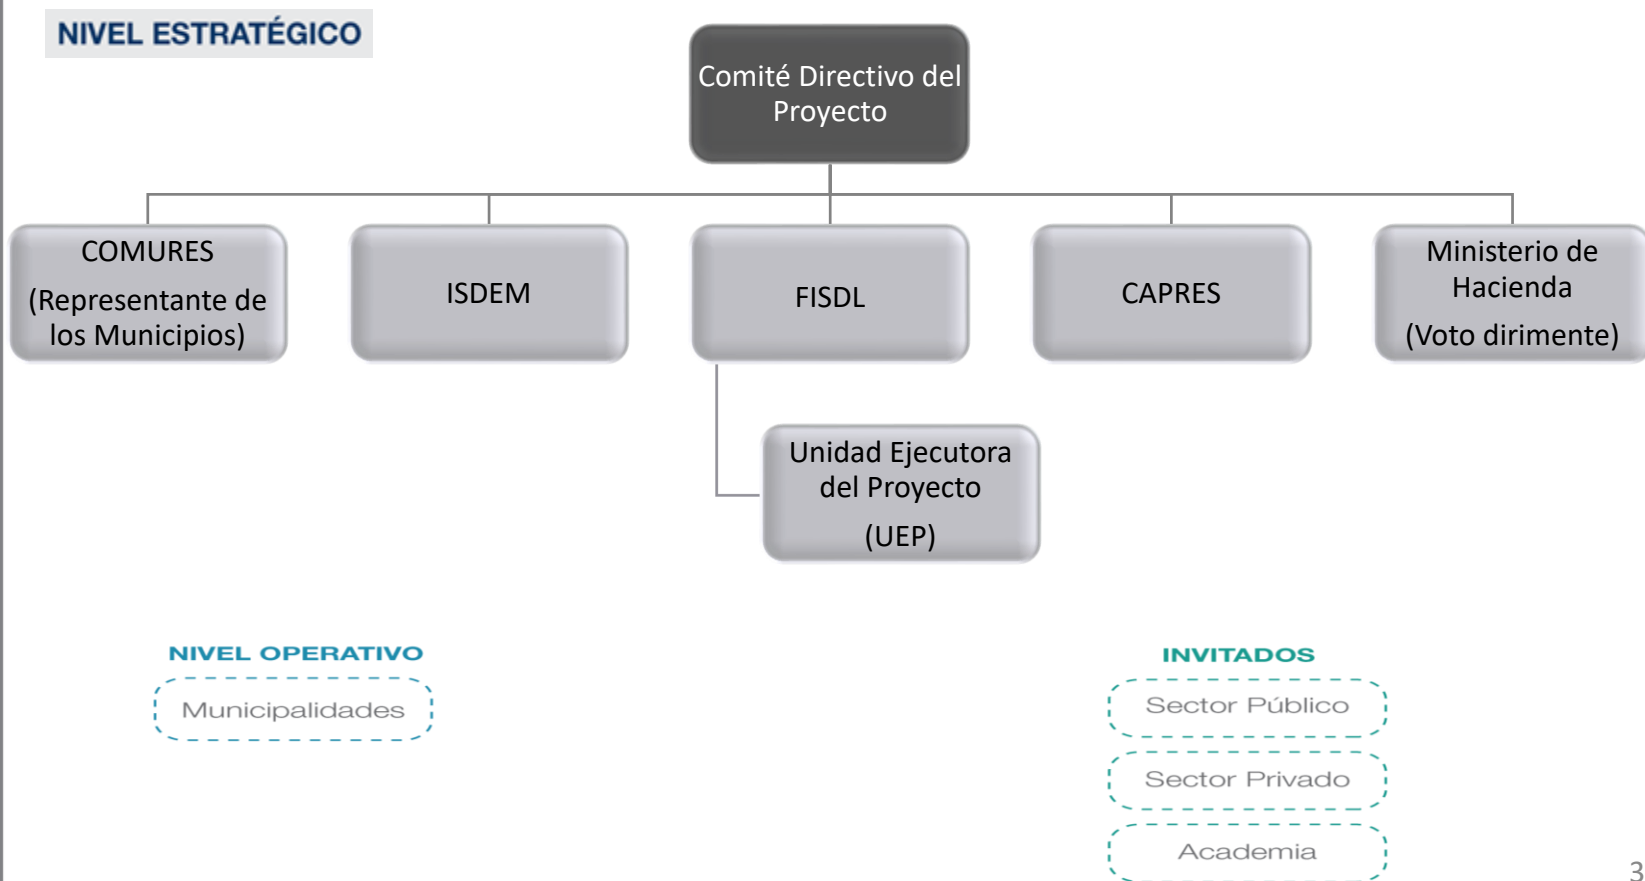 NIVEL ESTRATÉGICO
Comité Directivo del
Proyecto
COMURES
(Representante de
los Municipios)
ISDEM
FISDL
CAPRES
Ministerio de
Hacienda
(Voto dirimente)
Unidad Ejecutora
del Proyecto
(UEP)
NIVEL OPERATIVO
Municipalidades
INVITADOS
Sector Público
Sector Privado
Academia
3